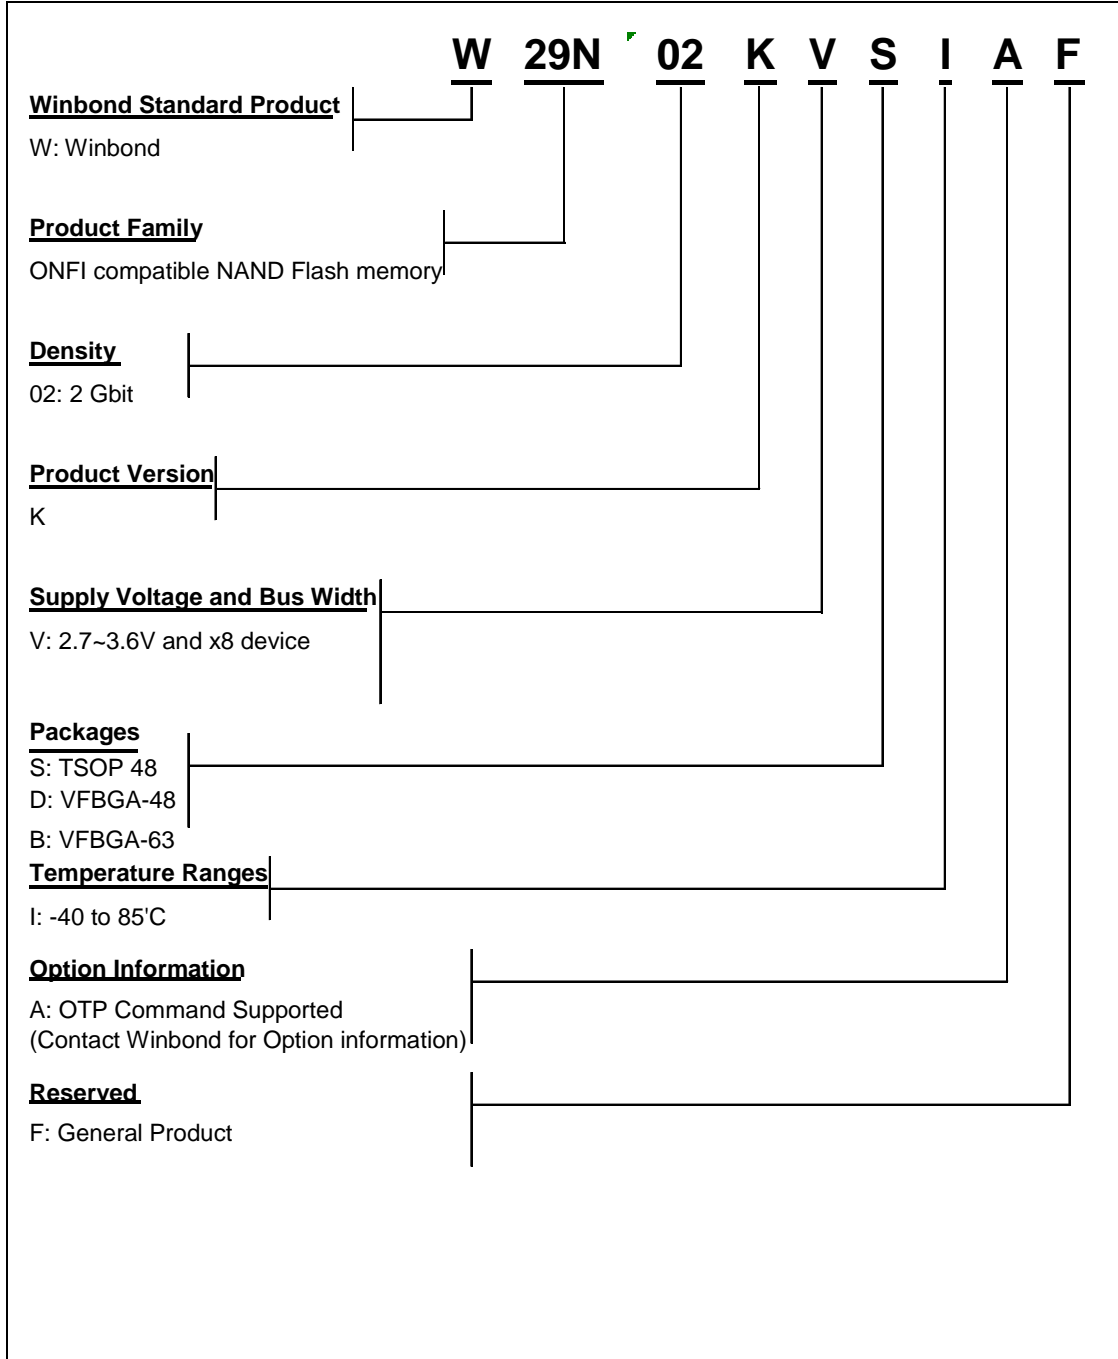 W 29N 02 K V S I A F
Winbond Standard Product
W: Winbond
Product Family
ONFI compatible NAND Flash memory
Density
02: 2 Gbit
Product Version
K
Supply Voltage and Bus Width
V: 2.7~3.6V and x8 device
Packages
S: TSOP 48
D: VFBGA-48
B: VFBGA-63
Temperature Ranges
I: -40 to 85'C
Option Information
A: OTP Command Supported
(Contact Winbond for Option information)
Reserved
F: General Product